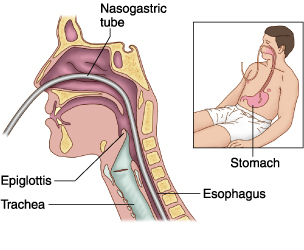 Nasogastric
tube
Stomach
Epiglottis
Esophagus
Trachea